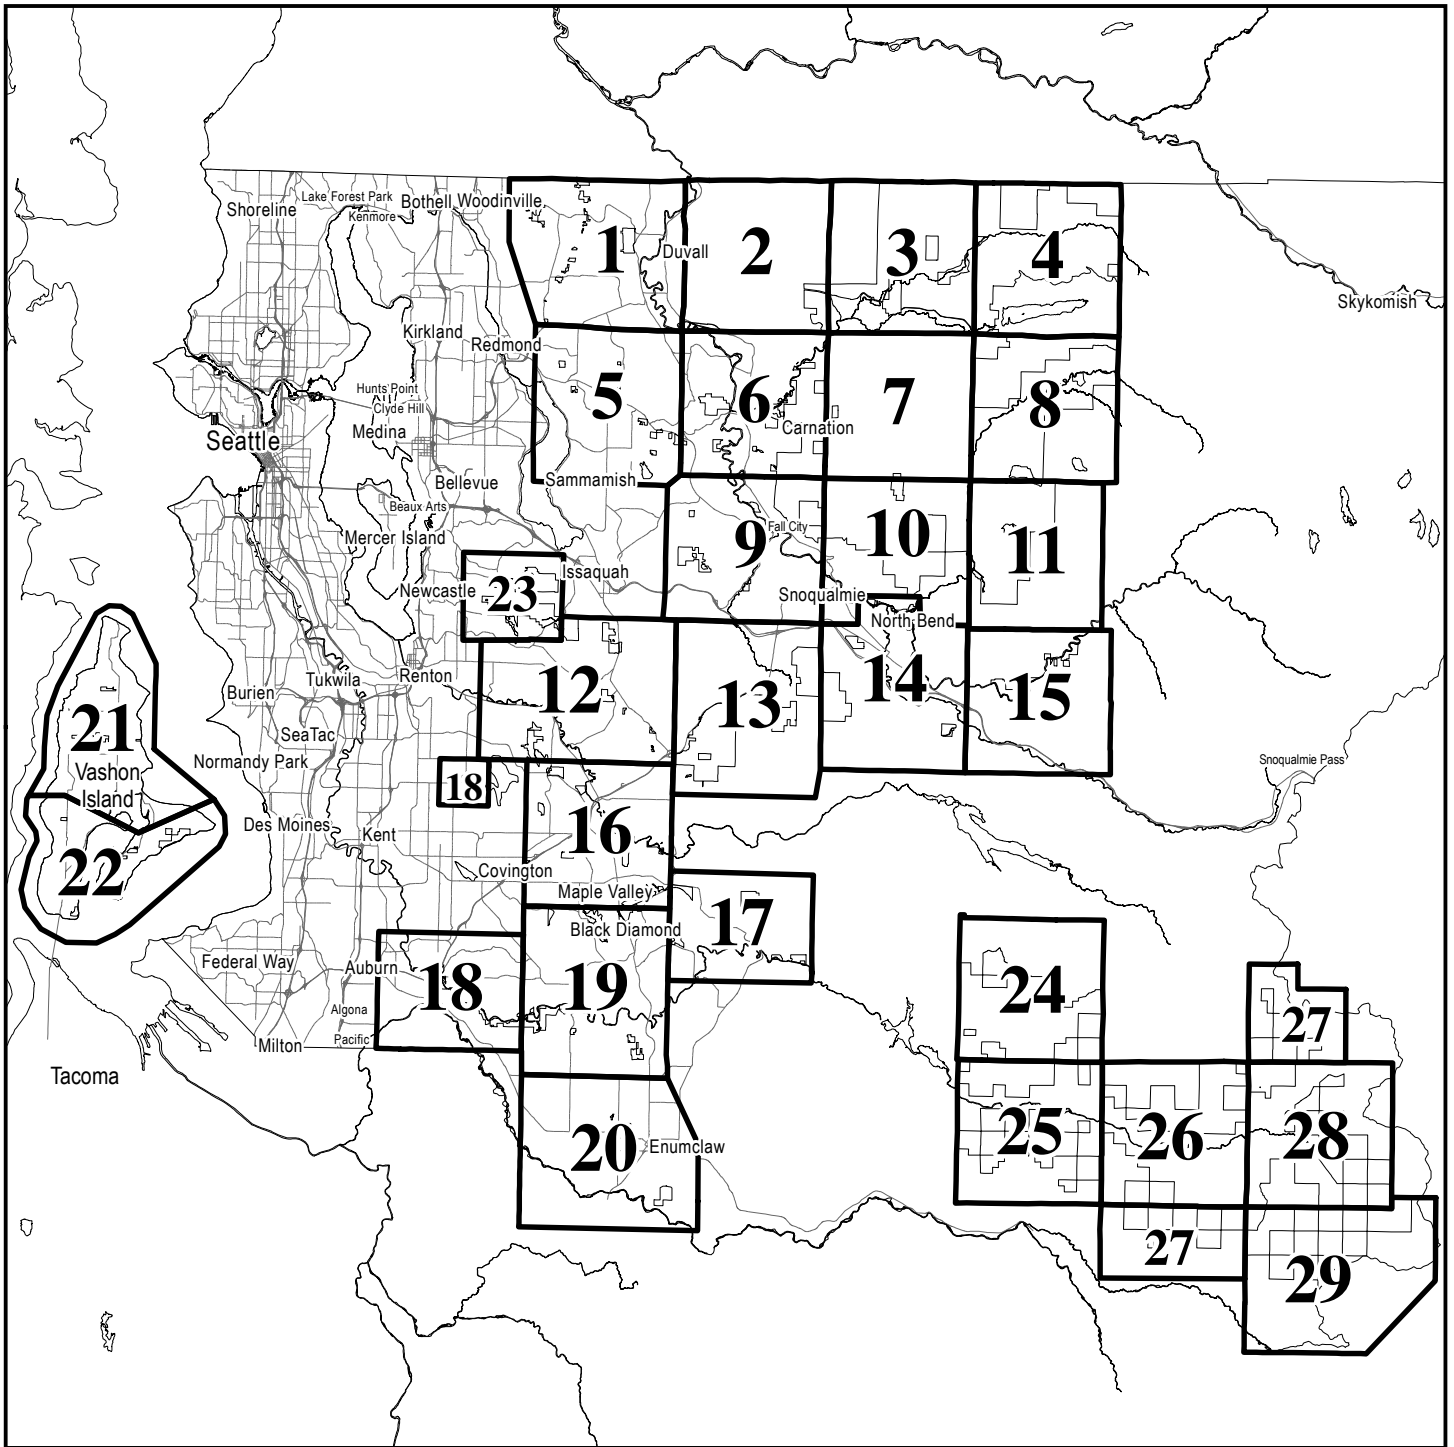 Lake Forest Park
Bothell
Woodinville
Shoreline
Kenmore
1
Duvall
2
3
4
Skykomish
Kirkland
Redmond
Hunts Point
Clyde Hill
5
6
7
8
Medina
Carnation
Seattle
Bellevue
Sammamish
Beaux Arts
Mercer Island
9
Fall City
10
11
Issaquah
Newcastle
23
Snoqualmie
North Bend
Tukwila
Renton
Burien
12
13
14
15
21
SeaTac
Normandy Park
Vashon
Island
18
Snoqualmie Pass
Des Moines
Kent
16
22
Covington
Maple Valley
Black Diamond
17
Federal Way
Auburn
18
19
24
Algona
27
Pacific
Milton
Tacoma
20
Enumclaw
25
26
28
27
29